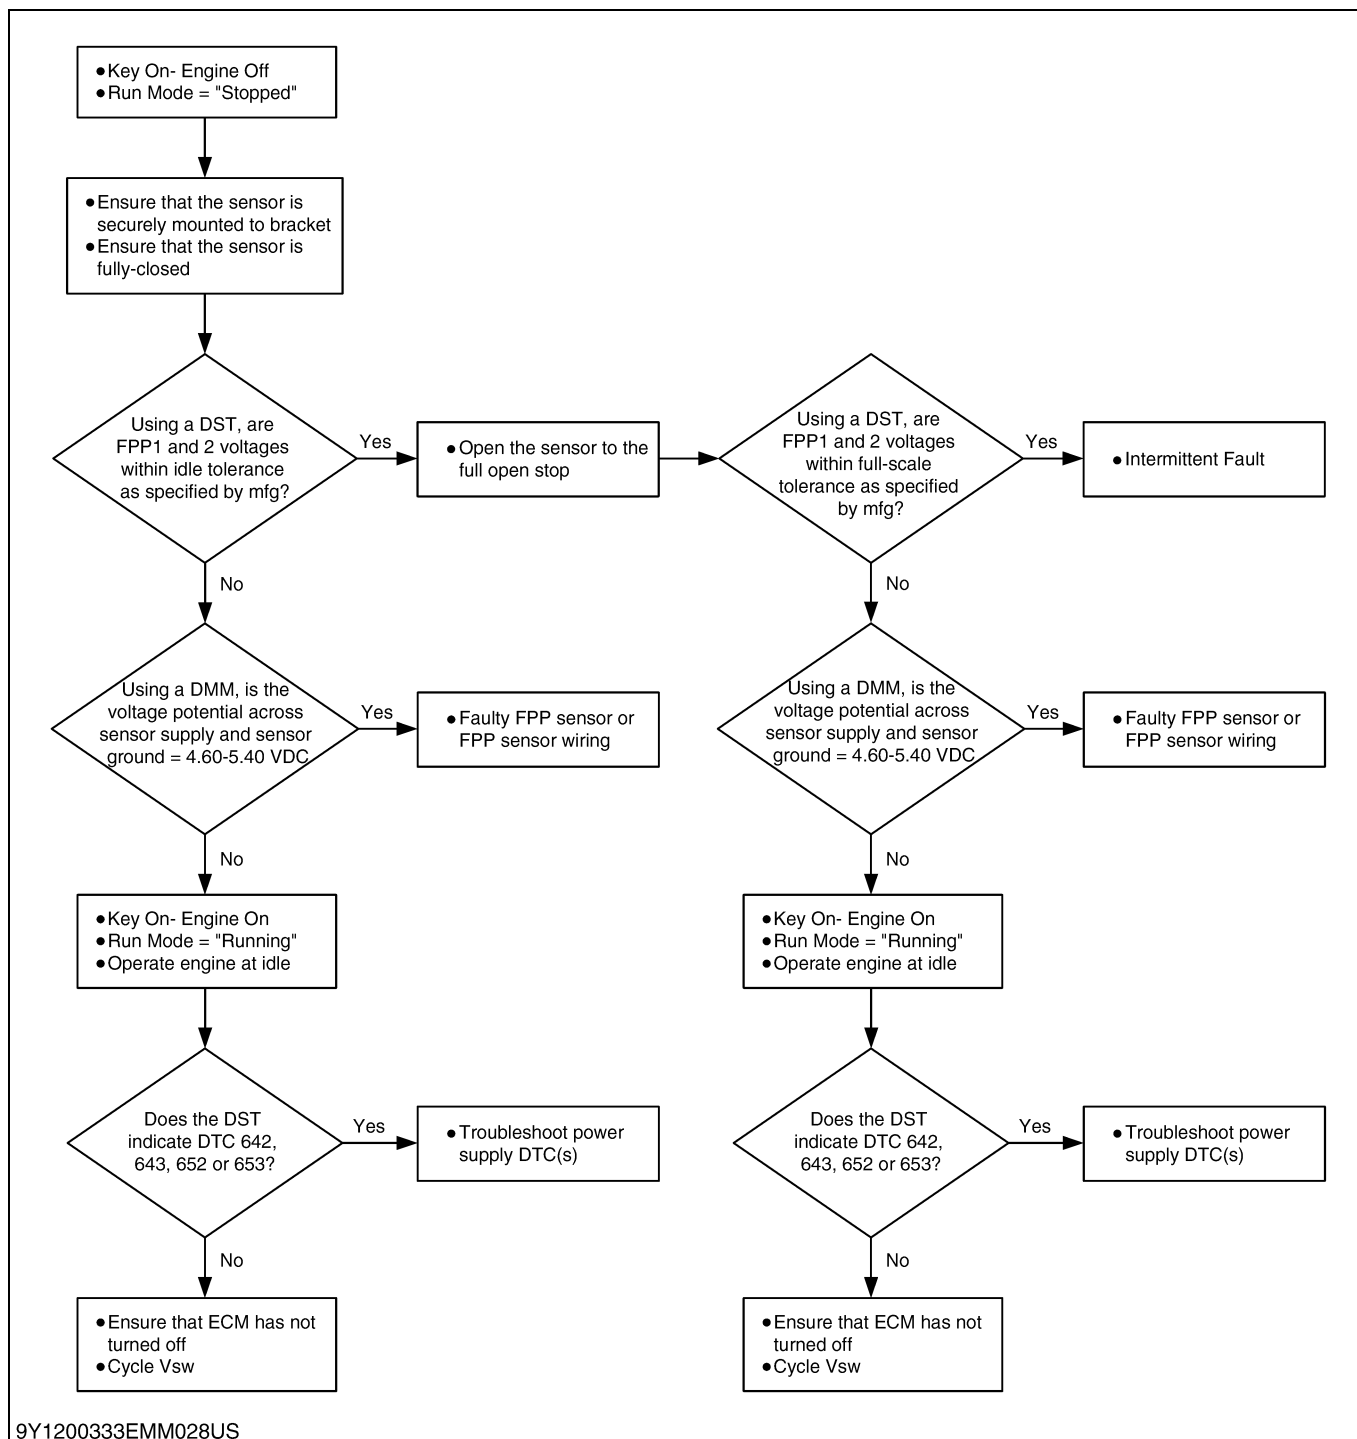 ●Key On- Engine Off
●Run Mode = "Stopped"
●Ensure that the sensor is
securely mounted to bracket
●Ensure that the sensor is
fully-closed
Using a DST, are
FPP1 and 2 voltages
within idle tolerance
as specified by mfg?
Yes
●Open the sensor to the
full open stop
Using a DST, are
FPP1 and 2 voltages
within full-scale
tolerance as specified
by mfg?
Yes
●Intermittent Fault
No
No
Using a DMM, is the
voltage potential across
sensor supply and sensor
ground = 4.60-5.40 VDC
Yes
●Faulty FPP sensor or
FPP sensor wiring
Using a DMM, is the
voltage potential across
sensor supply and sensor
ground = 4.60-5.40 VDC
Yes
●Faulty FPP sensor or
FPP sensor wiring
No
No
●Key On- Engine On
●Run Mode = "Running"
●Operate engine at idle
●Key On- Engine On
●Run Mode = "Running"
●Operate engine at idle
Does the DST
indicate DTC 642,
643, 652 or 653?
Yes
●Troubleshoot power
supply DTC(s)
Does the DST
indicate DTC 642,
643, 652 or 653?
Yes
●Troubleshoot power
supply DTC(s)
No
No
●Ensure that ECM has not
turned off
●Cycle Vsw
●Ensure that ECM has not
turned off
●Cycle Vsw
9Y1200333EMM028US